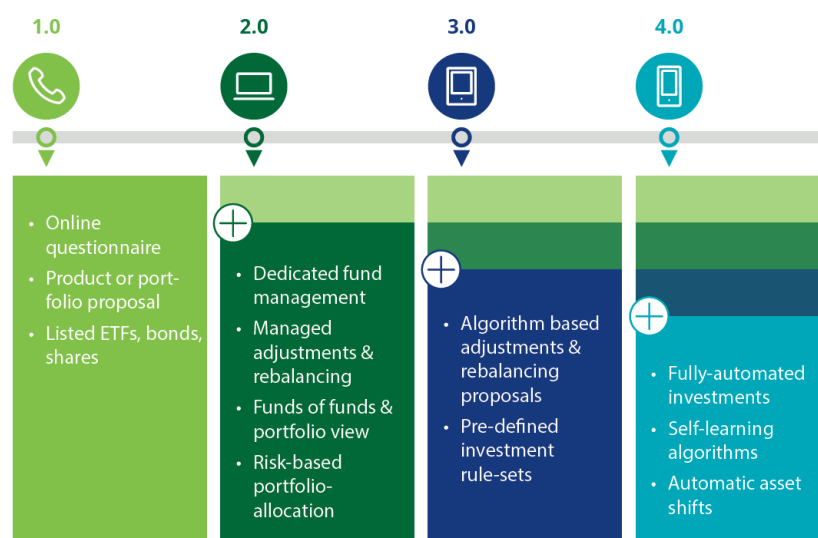 1.0
2.0
3.0
4.0
• Online
questionnaire
• Product or port-
folio proposal
• Listed ETFs, bonds,
shares
• Dedicated fund
management
• Managed
adjustments &
rebalancing
• Funds of funds &
portfolio view
• Risk-based
portfolio-
allocation
• Algorithm based
adjustments &
rebalancing
proposals
• Pre-defined
investment
rule-sets
• Fully-automated
investments
• Self-learning
algorithms
• Automatic asset
shifts